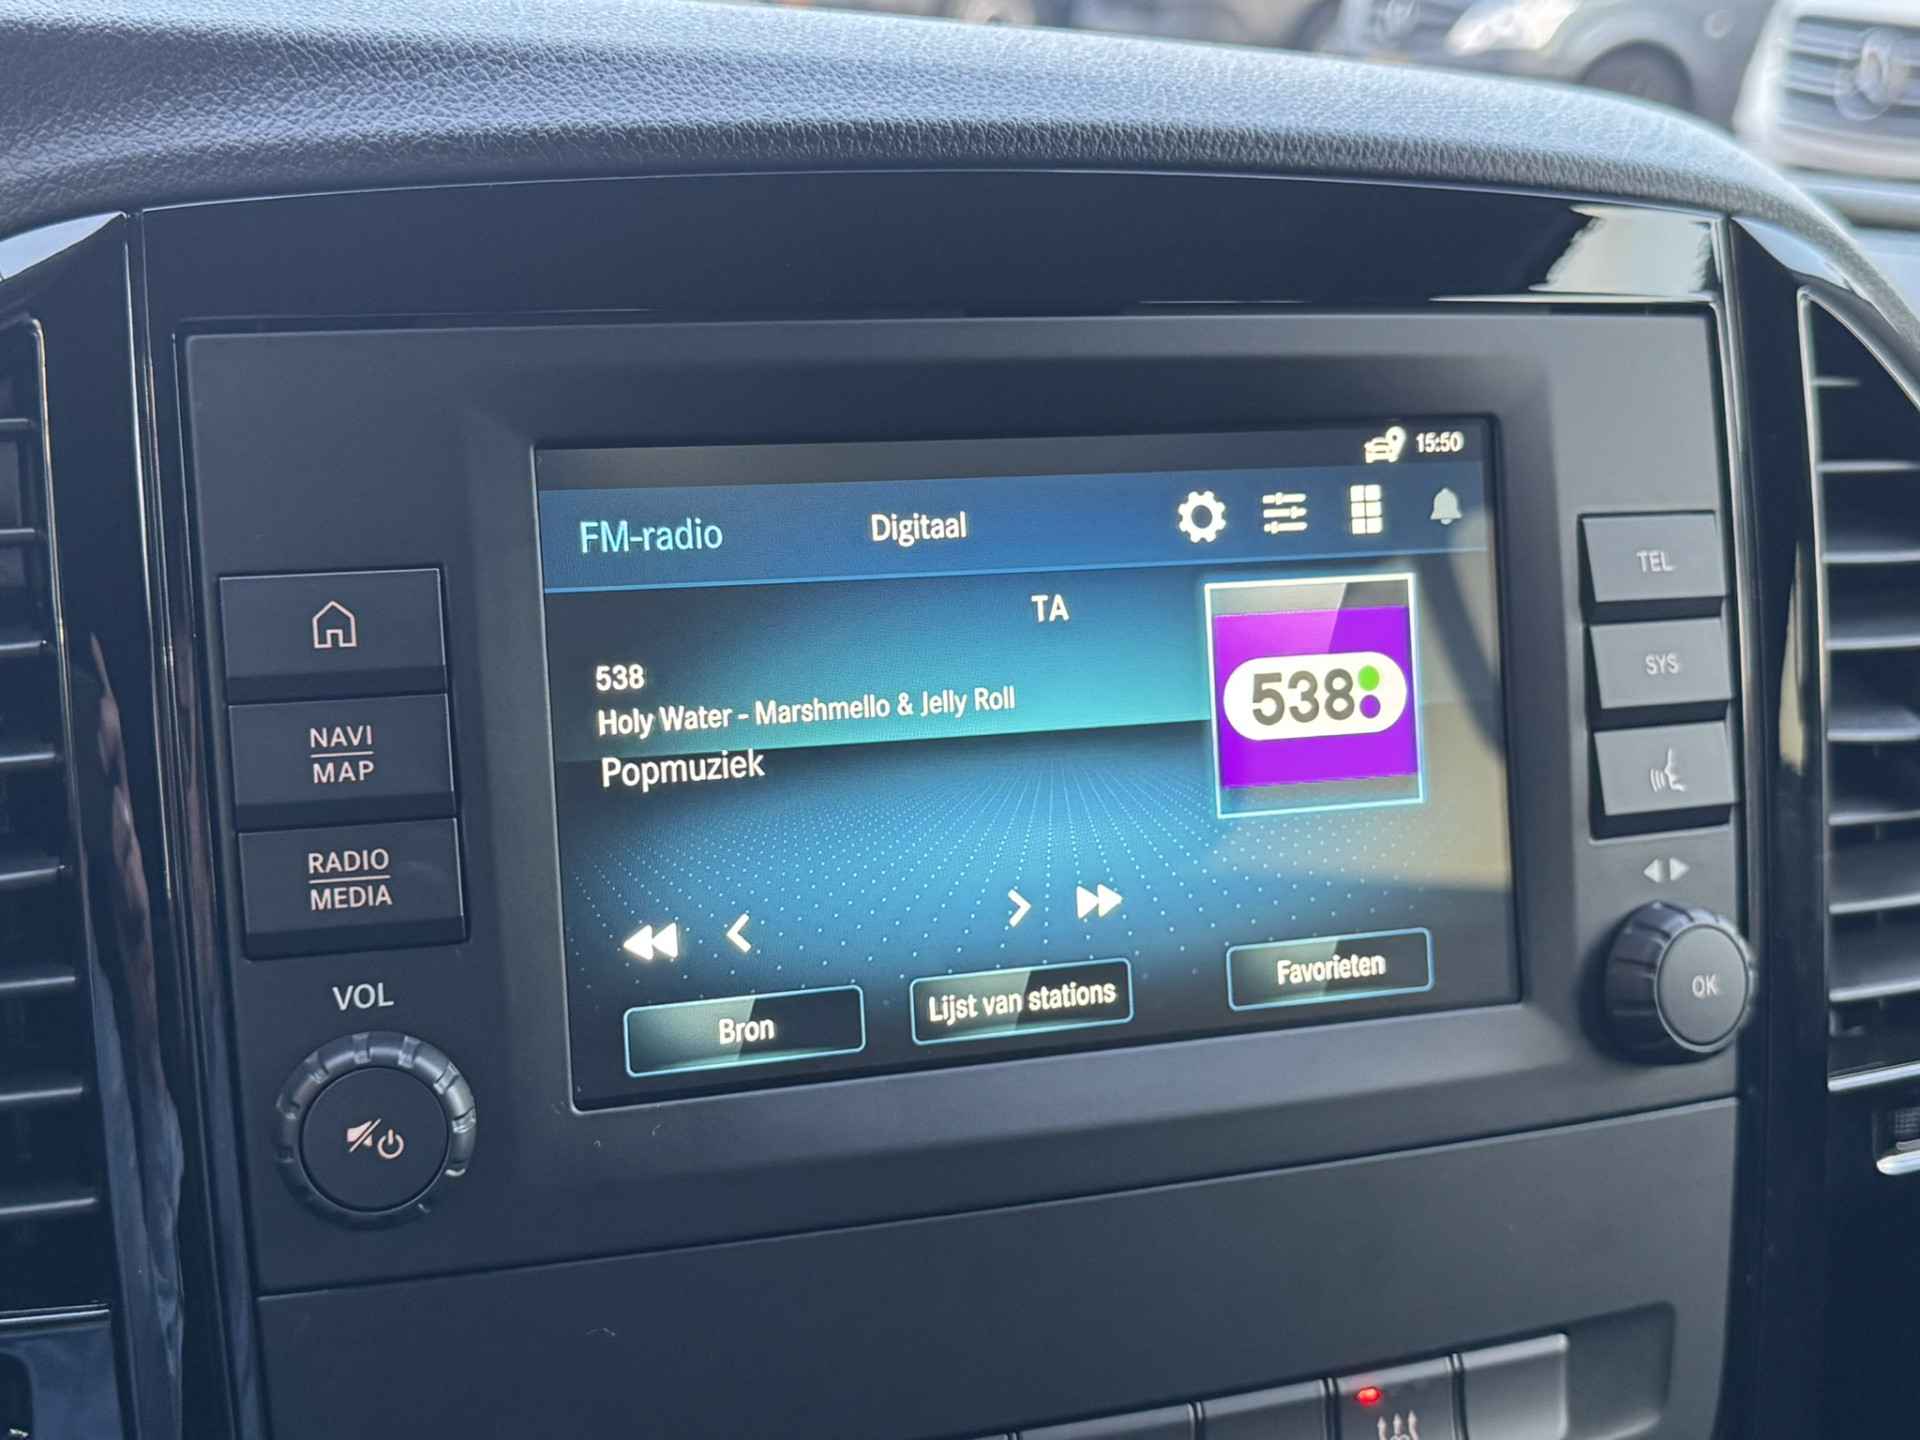 15:50
FM-radio
Digitaal
TA
538
Holy Water - Marshmello & Jelly Roll
Popmuziek
538
Bron
Lijst van stations
Favorieten
NAVI
MAP
RADIO
MEDIA
VOL
TEL
SYS
OK